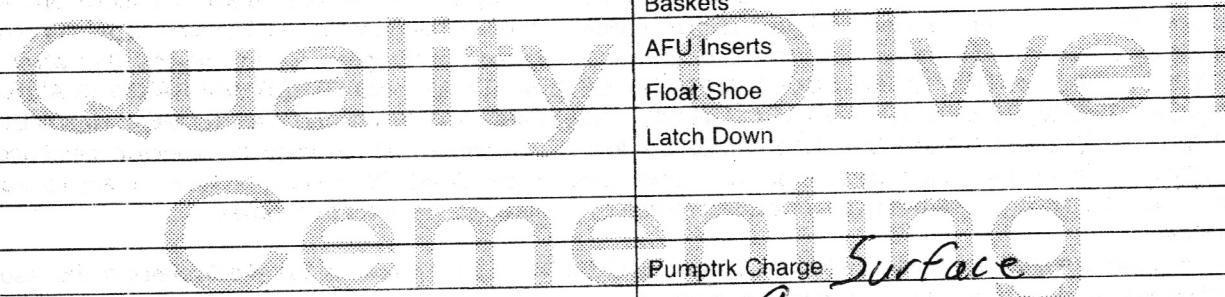 Baskets
Quality Oilwell
AFU Inserts
Float Shoe
Latch Down
Cementing
Pumptrk Charge Surface